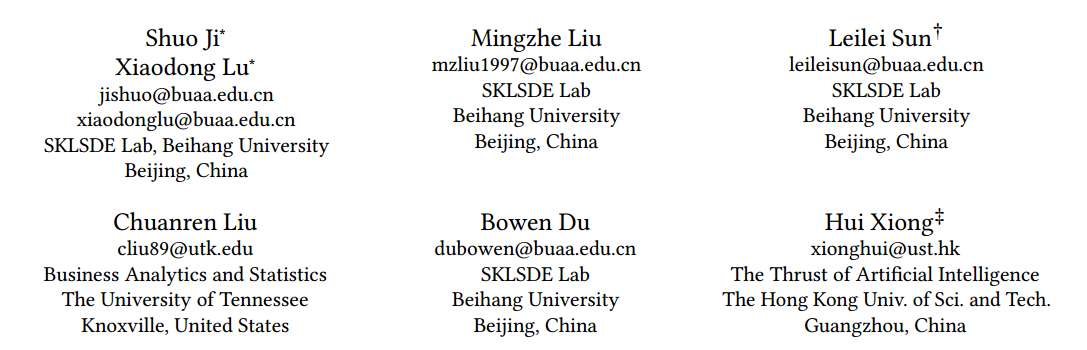 Shuo Ji*
Xiaodong Lu*
jishuo@buaa.edu.cn
xiaodonglu@buaa.edu.cn
SKLSDE Lab, Beihang University
Beijing, China
Mingzhe Liu
mzliu1997@buaa.edu.cn
SKLSDE Lab
Beihang University
Beijing, China
Leilei Sun†
leileisun@buaa.edu.cn
SKLSDE Lab
Beihang University
Beijing, China
Chuanren Liu
cliu89@utk.edu
Business Analytics and Statistics
The University of Tennessee
Knoxville, United States
Bowen Du
dubowen@buaa.edu.cn
SKLSDE Lab
Beihang University
Beijing, China
Hui Xiong‡
xionghui@ust.hk
The Thrust of Artificial Intelligence
The Hong Kong Univ. of Sci. and Tech.
Guangzhou, China